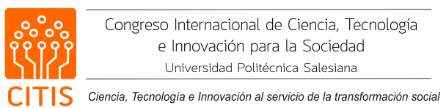 Congreso Internacional de Ciencia, Tecnología
e Innovación para la Sociedad
Universidad Politécnica Salesiana
CITIS
Ciencia, Tecnología e Innovación al servicio de la transformación social